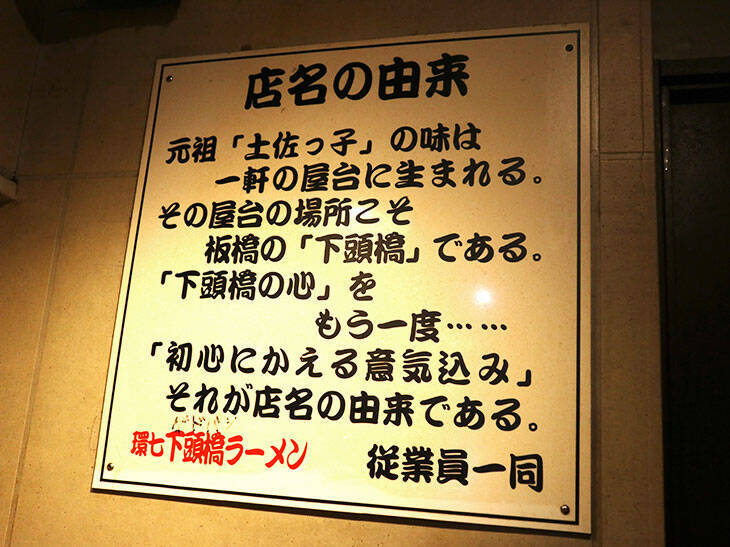 店名の由来
元祖「土佐っ子」の味は
一軒の屋台に生まれる。
その屋台の場所こそ
板橋の「下頭橋」である。
「下頭橋の心」を
もう一度……
「初心にかえる意気込み」
それが店名の由来である。
環七下頭橋ラーメン
従業員一同